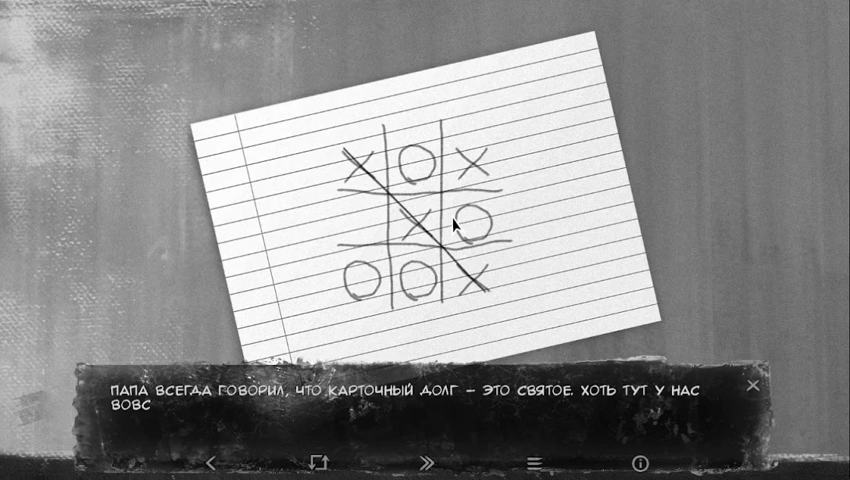 X O X
X O
O O X
ПАПА ВСЕГДА ГОВОРИЛ, ЧТО КАРТОЧНЫЙ ДОЛГ – ЭТО СВЯТОЕ. ХОТЬ ТУТ У НАС
ВОВС